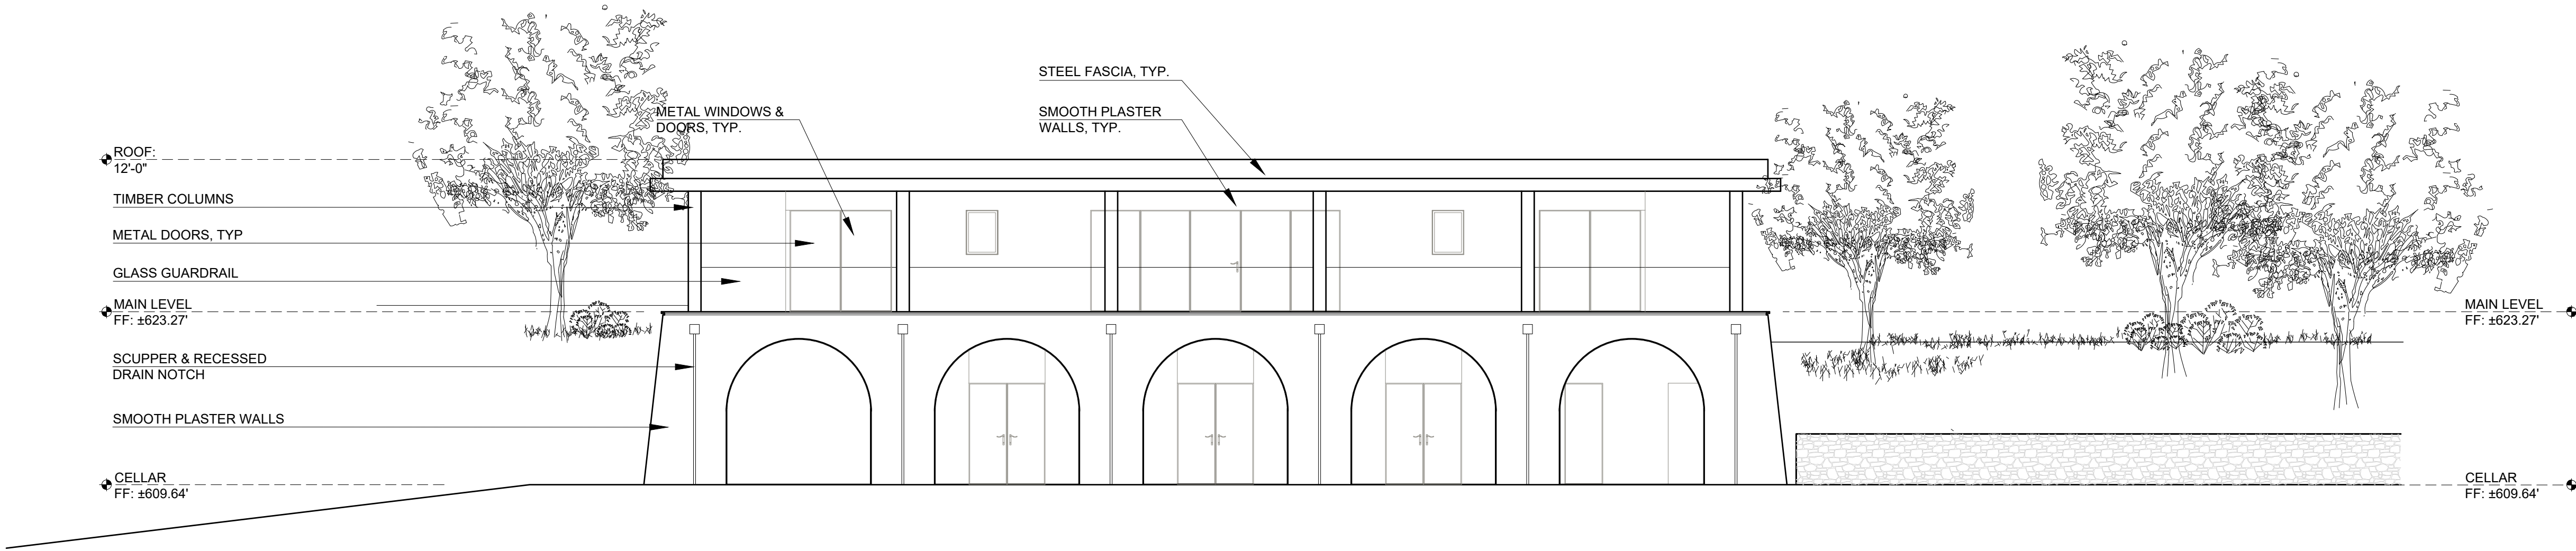 STEEL FASCIA, TYP.
METAL WINDOWS &
DOORS, TYP.
SMOOTH PLASTER
WALLS, TYP.
ROOF:
12'-0"
TIMBER COLUMNS
METAL DOORS, TYP
GLASS GUARDRAIL
MAIN LEVEL
FF: ±623.27'
SCUPPER & RECESSED
DRAIN NOTCH
SMOOTH PLASTER WALLS
CELLAR
FF: ±609.64'
MAIN LEVEL
FF: ±623.27'
CELLAR
FF: ±609.64'